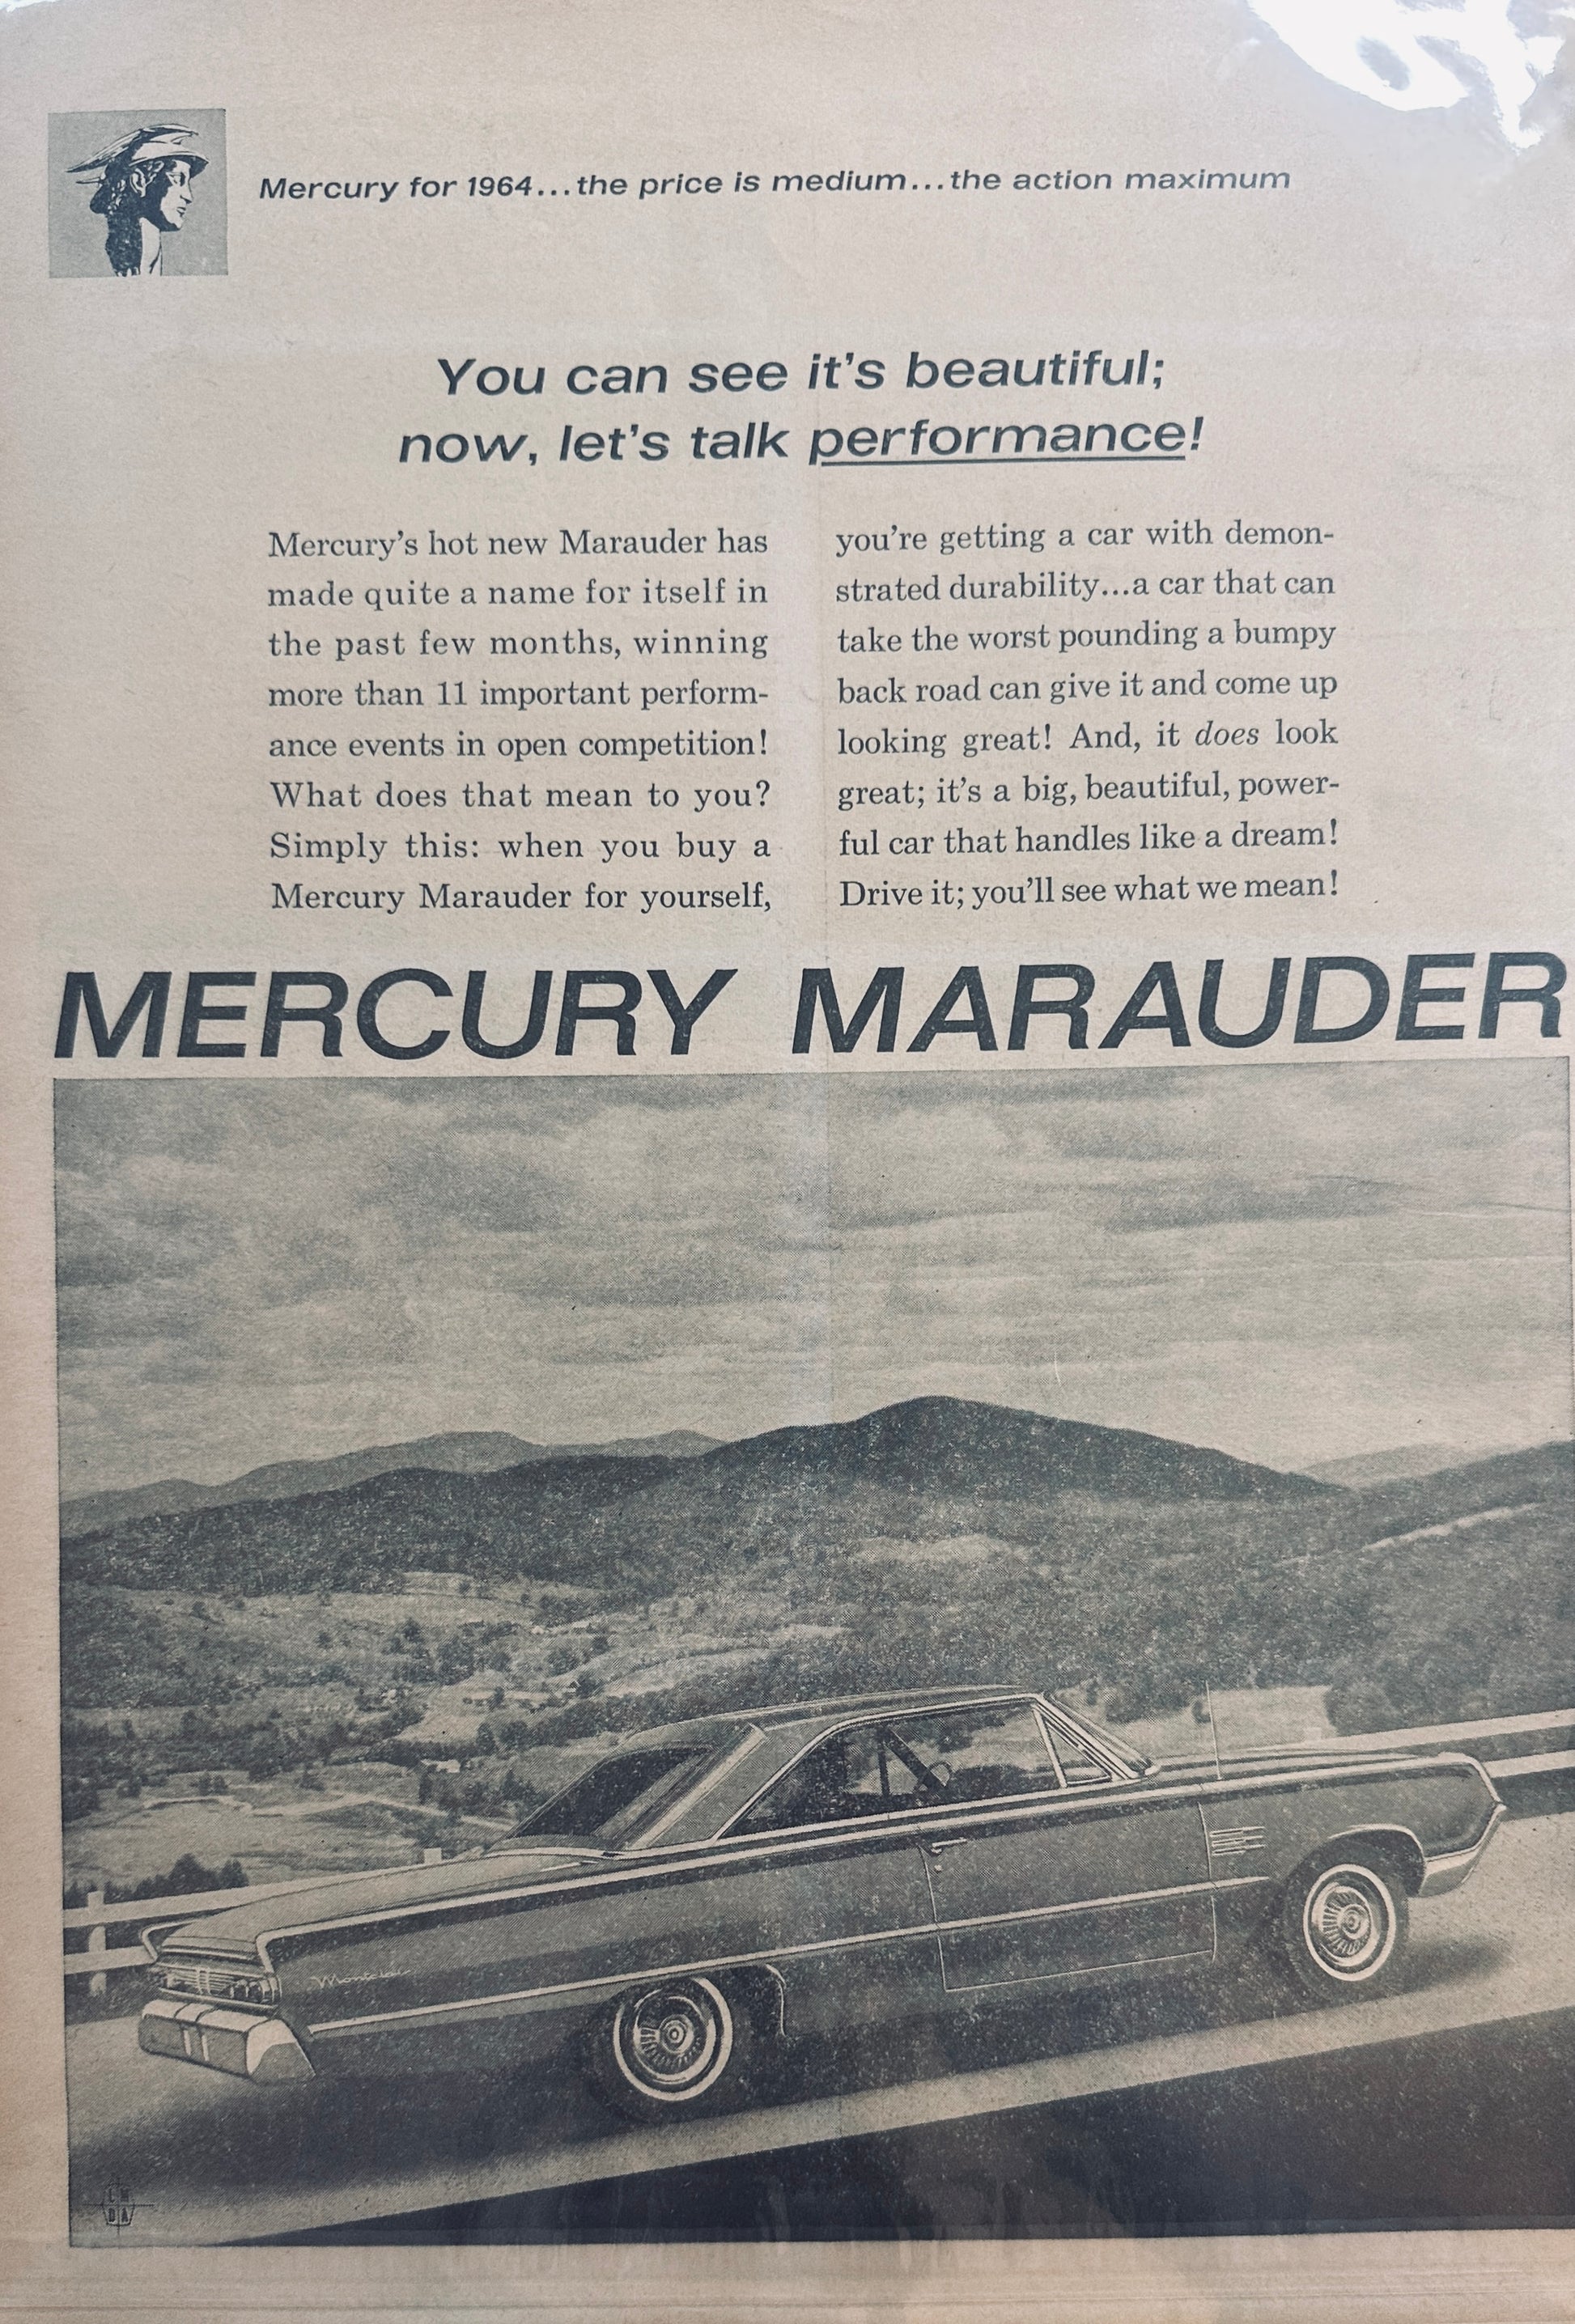 Mercury for 1964...the price is medium...the action maximum
You can see it's beautiful;
now, let's talk performance!
Mercury's hot new Marauder has
made quite a name for itself in
the past few months, winning
more than 11 important perform-
ance events in open competition!
What does that mean to you?
Simply this: when you buy a
Mercury Marauder for yourself,
you're getting a car with demon-
strated durability...a car that can
take the worst pounding a bumpy
back road can give it and come up
looking great! And, it does look
great; it's a big, beautiful, power-
ful car that handles like a dream!
Drive it; you'll see what we mean!
MERCURY MARAUDER
Montclair
L M
D A